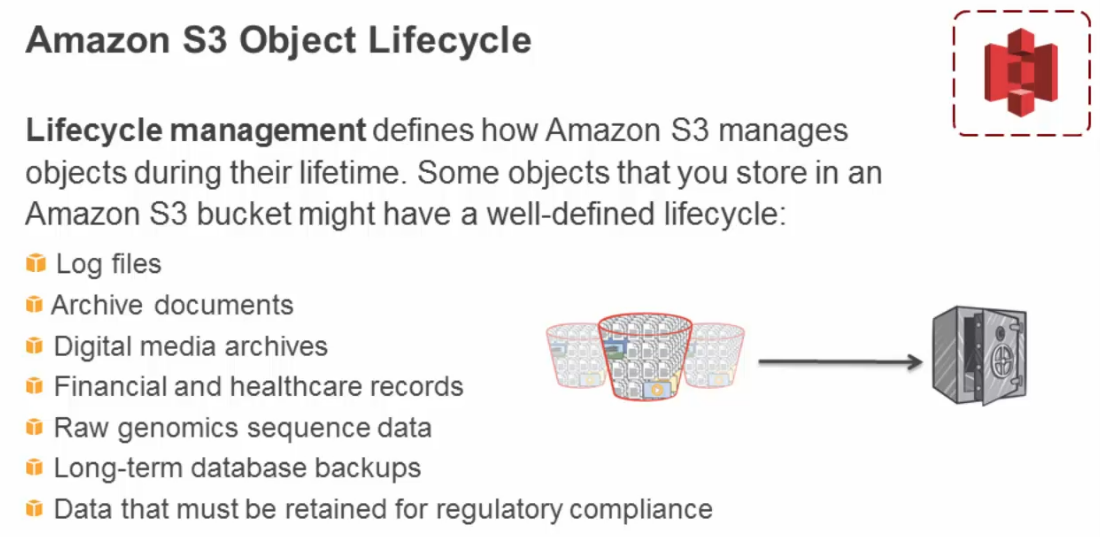 Amazon S3 Object Lifecycle
Lifecycle management defines how Amazon S3 manages
objects during their lifetime. Some objects that you store in an
Amazon S3 bucket might have a well-defined lifecycle:
Log files
Archive documents
Digital media archives
Financial and healthcare records
Raw genomics sequence data
Long-term database backups
Data that must be retained for regulatory compliance